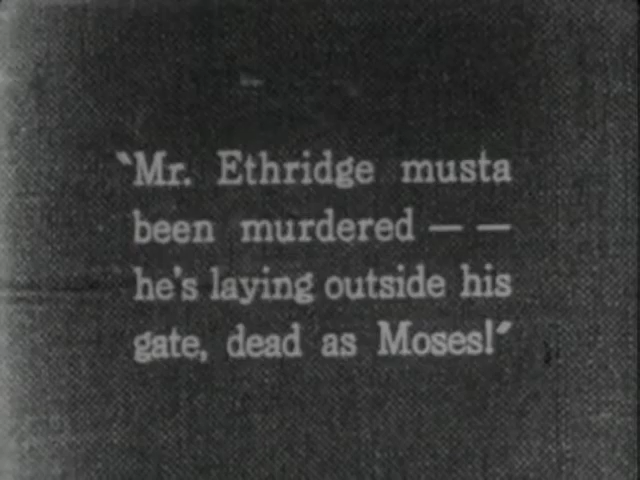 "Mr. Ethridge musta
been murdered — —
he's laying outside his
gate, dead as Moses!"